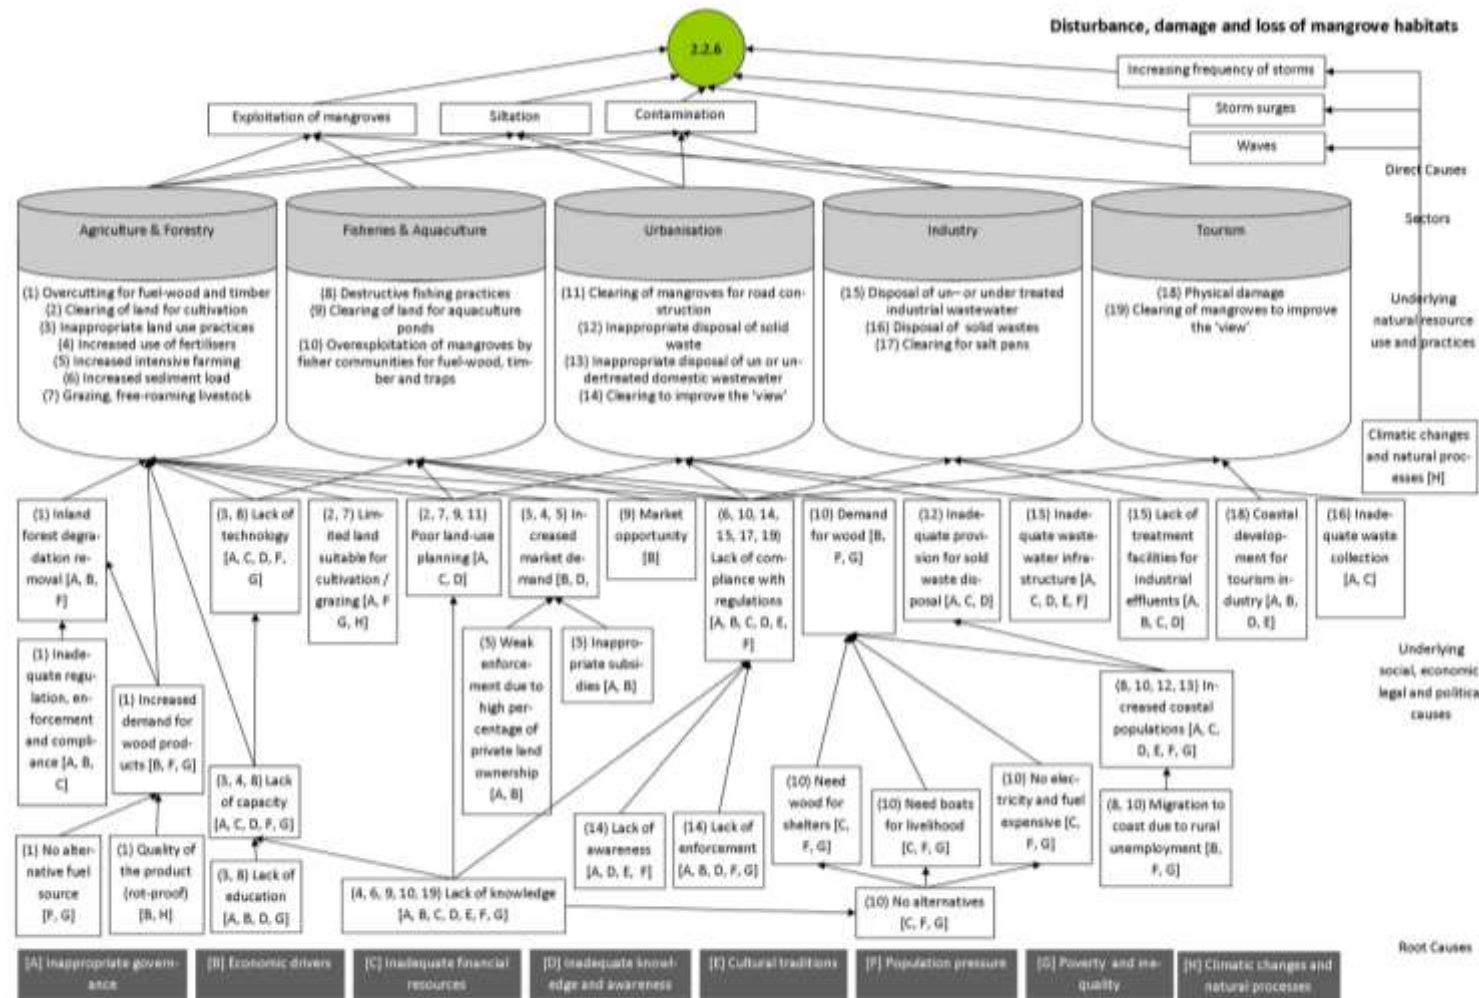 Disturbance, damage and loss of mangrove habitats
2.2.6
Increasing frequency of storms
Storm surges
Waves
Exploitation of mangroves
Siltation
Contamination
Direct Causes
Sectors
Agriculture & Forestry
Fisheries & Aquaculture
Urbanisation
Industry
Tourism
(1) Overcutting for fuel-wood and timber
(2) Clearing of land for cultivation
(3) Inappropriate land use practices
(4) Increased use of fertilisers
(5) Increased intensive farming
(6) Increased sediment load
(7) Grazing, free-roaming livestock
(8) Destructive fishing practices
(9) Clearing of land for aquaculture
ponds
(10) Overexploitation of mangroves by
fisher communities for fuel-wood, tim-
ber and traps
(11) Clearing of mangroves for road con-
struction
(12) Inappropriate disposal of solid
waste
(13) Inappropriate disposal of un or un-
dertreated domestic wastewater
(14) Clearing to improve the 'view'
(15) Disposal of un– or under treated
industrial wastewater
(16) Disposal of solid wastes
(17) Clearing for salt pans
(18) Physical damage
(19) Clearing of mangroves to improve
the 'view'
Underlying
natural resource
use and practices
Climatic changes
and natural proc-
esses [H]
(1) Inland
forest degra-
dation re-
moval [A, B,
F]
(3, 8) Lack of
technology [A,
C, D, F,
G]
(2, 7) Lim-
ited land
suitable for
cultivation /
grazing [A, F
G, H]
(2, 7, 9, 11)
Poor land-use
planning [A,
C, D]
(3, 4, 5) In-
creased
market de-
mand [B, D,
(9) Market
opportunity
[B]
(6, 10, 14,
15, 17, 19)
Lack of com-
pliance with
regulations
[A, B, C, D, E,
F]
(10) Demand
for wood [B,
F, G]
(12) Inade-
quate provi-
sion for sold
waste dis-
posal [A, C, D]
(13) Inade-
quate waste-
water infra-
structure [A,
C, D, E, F]
(15) Lack of
treatment
facilities for
industrial
effluents [A,
B, C, D]
(18) Coastal
develop-
ment for
tourism in-
dustry [A, B,
D, E]
(16) Inade-
quate waste
collection
[A, C]
(1) Inade-
quate regu-
lation, en-
forcement
and compli-
ance [A, B,
C]
(1) Increased
demand for
wood prod-
ucts [B, F, G]
(5) Weak
enforce-
ment due to
high per-
centage of
private land
ownership
[A, B]
(5) Inappro-
priate subsi-
dies [A, B]
(8, 10, 12, 13) In-
creased coastal
populations [A, C,
D, E, F, G]
Underlying
social, economic
legal and politica
causes
(3, 4, 8) Lack
of capacity
[A, C, D, F, G]
(10) Need
wood for
shelters [C,
F, G]
(10) Need boats
for livelihood
[C, F, G]
(10) No elec-
tricity and fuel
expensive [C,
F, G]
(8, 10) Migration to
coast due to rural
unemployment [B,
F, G]
(1) No alter-
native fuel
source
[F, G]
(1) Quality of
the product
(rot-proof)
[B, H]
(3, 8) Lack of
education
[A, B, D, G]
(4, 6, 9, 10, 19) Lack of knowledge
[A, B, C, D, E, F, G]
(14) Lack of
awareness
[A, D, E, F]
(14) Lack of
enforcement
[A, B, D, F, G]
(10) No alternatives
[C, F, G]
Root Causes
[A] Inappropriate govern-
ance
[B] Economic drivers
[C] Inadequate financial
resources
[D] Inadequate knowl-
edge and awareness
[E] Cultural traditions
[F] Population pressure
[G] Poverty and ine-
quality
[H] Climatic changes and
natural processes